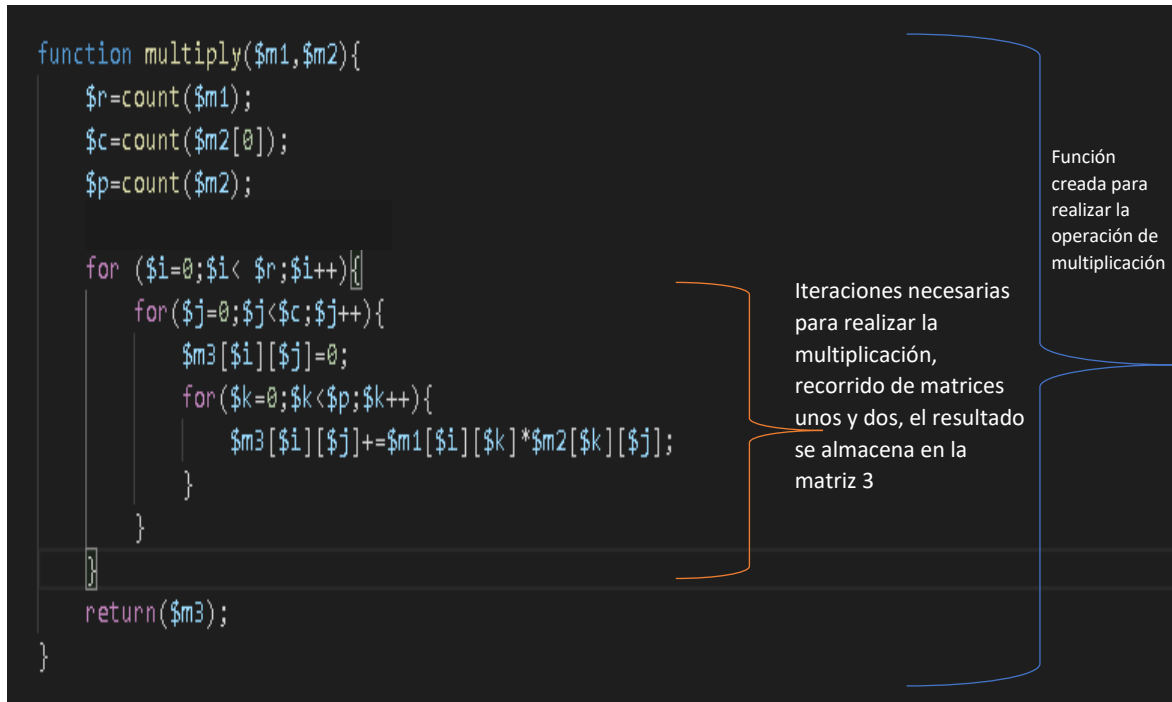 function multiply($m1,$m2){
$r=count($m1);
$c=count($m2[0]);
$p=count($m2);
for ($i=0;$i< $r;$i++){
for($j=0;$j<$c;$j++){
$m3[$i][$j]=0;
for($k=0;$k<$p;$k++){
$m3[$i][$j]+=$m1[$i][$k]*$m2[$k][$j];
}
}
}
return($m3);
}
Iteraciones necesarias
para realizar la
multiplicación,
recorrido de matrices
unos y dos, el resultado
se almacena en la
matriz 3
Función
creada para
realizar la
operación de
multiplicación